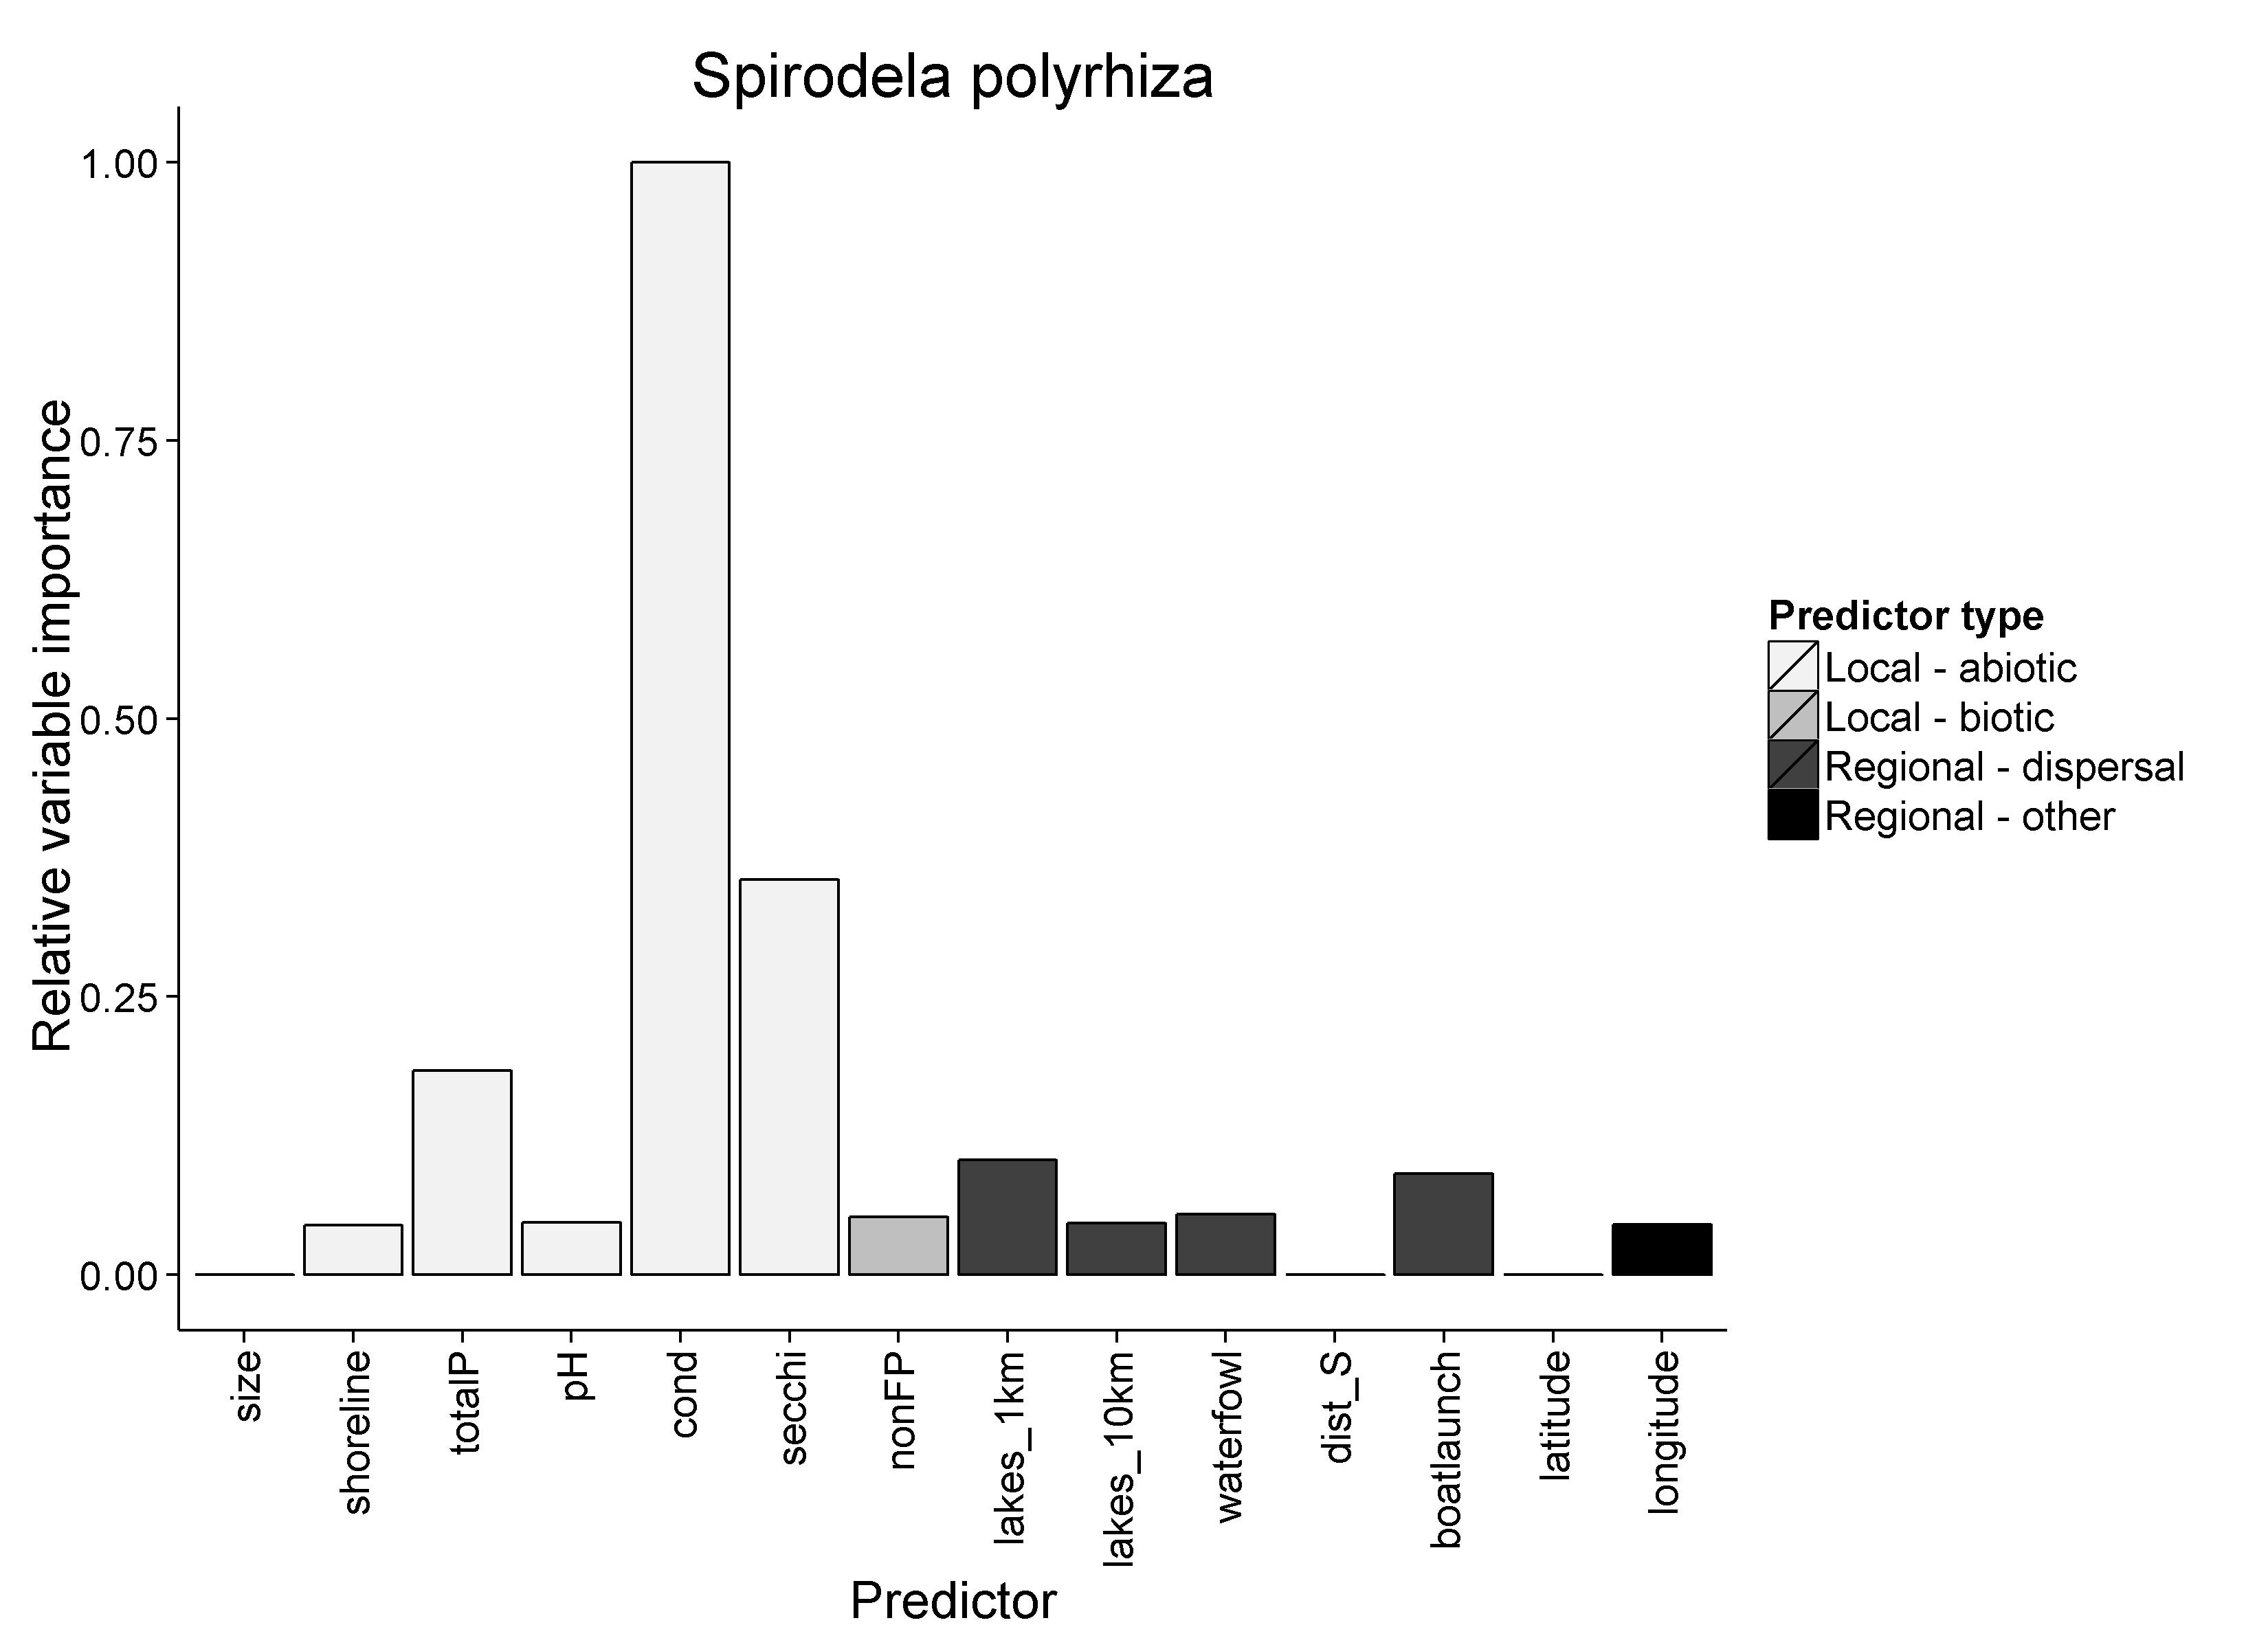 Spirodela polyrhiza
Relative variable importance
1.00
0.75
0.50
0.25
0.00
size
shoreline
totalP
pH
cond
secchi
nonFP
lakes_1km
lakes_10km
waterfowl
dist_S
boatlaunch
latitude
longitude
Predictor
Predictor type
Local - abiotic
Local - biotic
Regional - dispersal
Regional - other